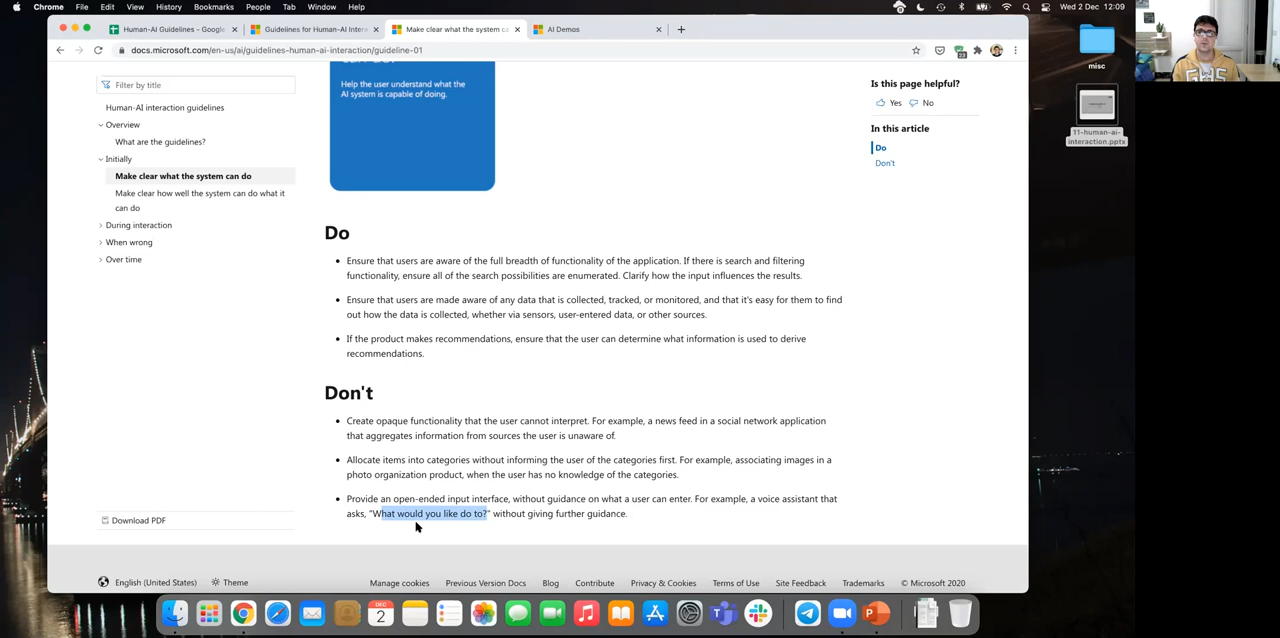 Chrome File Edit View History Bookmarks People Tab Window Help Wed 2 Dec 12:09
Human-AI Guidelines - Google Guidelines for Human-AI Inter Make clear what the system ca AI Demos
docs.microsoft.com/en-us/ai/guidelines-human-ai-interaction/guideline-01
misc
11-human-ai-
interaction.pptx
Filter by title
Human-AI interaction guidelines
Overview
What are the guidelines?
Initially
Make clear what the system can do
Make clear how well the system can do what it
can do
During interaction
When wrong
Over time
Download PDF
Help the user understand what the
AI system is capable of doing.
Do
Ensure that users are aware of the full breadth of functionality of the application. If there is search and filtering
functionality, ensure all of the search possibilities are enumerated. Clarify how the input influences the results.
Ensure that users are made aware of any data that is collected, tracked, or monitored, and that it's easy for them to find
out how the data is collected, whether via sensors, user-entered data, or other sources.
If the product makes recommendations, ensure that the user can determine what information is used to derive
recommendations.
Don't
Create opaque functionality that the user cannot interpret. For example, a news feed in a social network application
that aggregates information from sources the user is unaware of.
Allocate items into categories without informing the user of the categories first. For example, associating images in a
photo organization product, when the user has no knowledge of the categories.
Provide an open-ended input interface, without guidance on what a user can enter. For example, a voice assistant that
asks, "What would you like do to?" without giving further guidance.
Is this page helpful?
Yes No
In this article
Do
Don't
English (United States) Theme Manage cookies Previous Version Docs Blog Contribute Privacy & Cookies Terms of Use Site Feedback Trademarks © Microsoft 2020
DEC
2